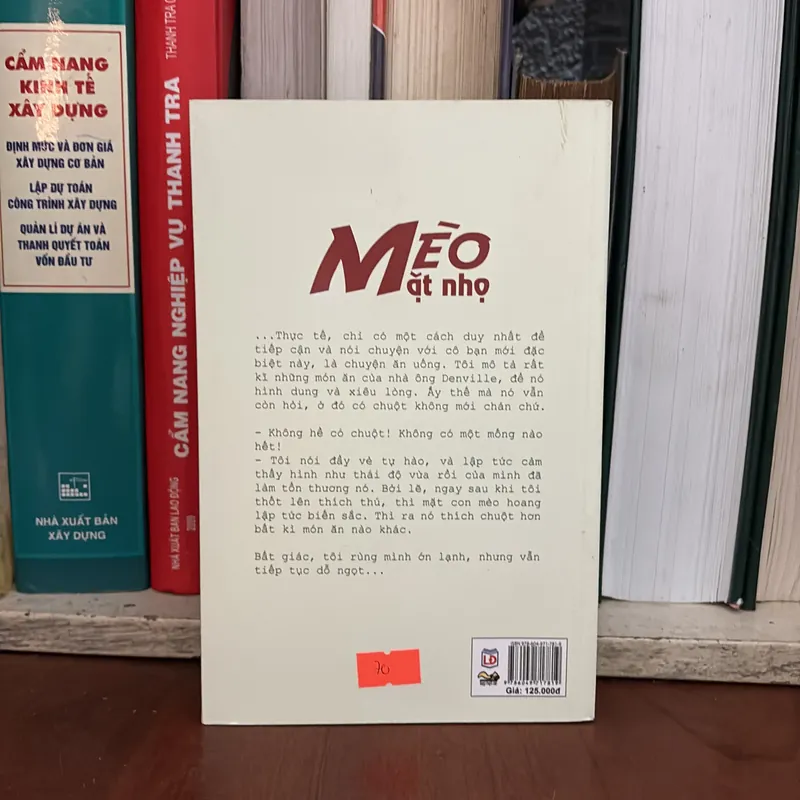 CẨM NANG
KINH TẾ
XÂY DỰNG
ĐỊNH MỨC VÀ ĐƠN GIÁ
XÂY DỰNG CƠ BẢN
LẬP DỰ TOÁN
CÔNG TRÌNH XÂY DỰNG
QUẢN LÍ DỰ ÁN VÀ
THANH QUYẾT TOÁN
VỐN ĐẦU TƯ
NHÀ XUẤT BẢN
XÂY DỰNG
THANH TRA
CẨM NANG NGHIỆP VỤ THANH TRA
NHÀ XUẤT BẢN LAO ĐỘNG
2009
MÈO
Mặt nhọ
...Thực tế, chỉ có một cách duy nhất để
tiếp cận và nói chuyện với cô bạn mới đặc
biệt này, là chuyện ăn uống. Tôi mô tả rất
kĩ những món ăn của nhà ông Denville, để nó
hình dung và xiêu lòng. Ấy thế mà nó vẫn
còn hỏi, ở đó có chuột không mới chán chứ.
- Không hề có chuột! Không có một mống nào
hết!
- Tôi nói đầy vẻ tự hào, và lập tức cảm
thấy hình như thái độ vừa rồi của mình đã
làm tổn thương nó. Bởi lẽ, ngay sau khi tôi
thốt lên thích thú, thì mặt con mèo hoang
lập tức biến sắc. Thì ra nó thích chuột hơn
bất kì món ăn nào khác.
Bất giác, tôi rùng mình ớn lạnh, nhưng vẫn
tiếp tục dỗ ngọt...
70
LĐ
Giá: 125.000đ